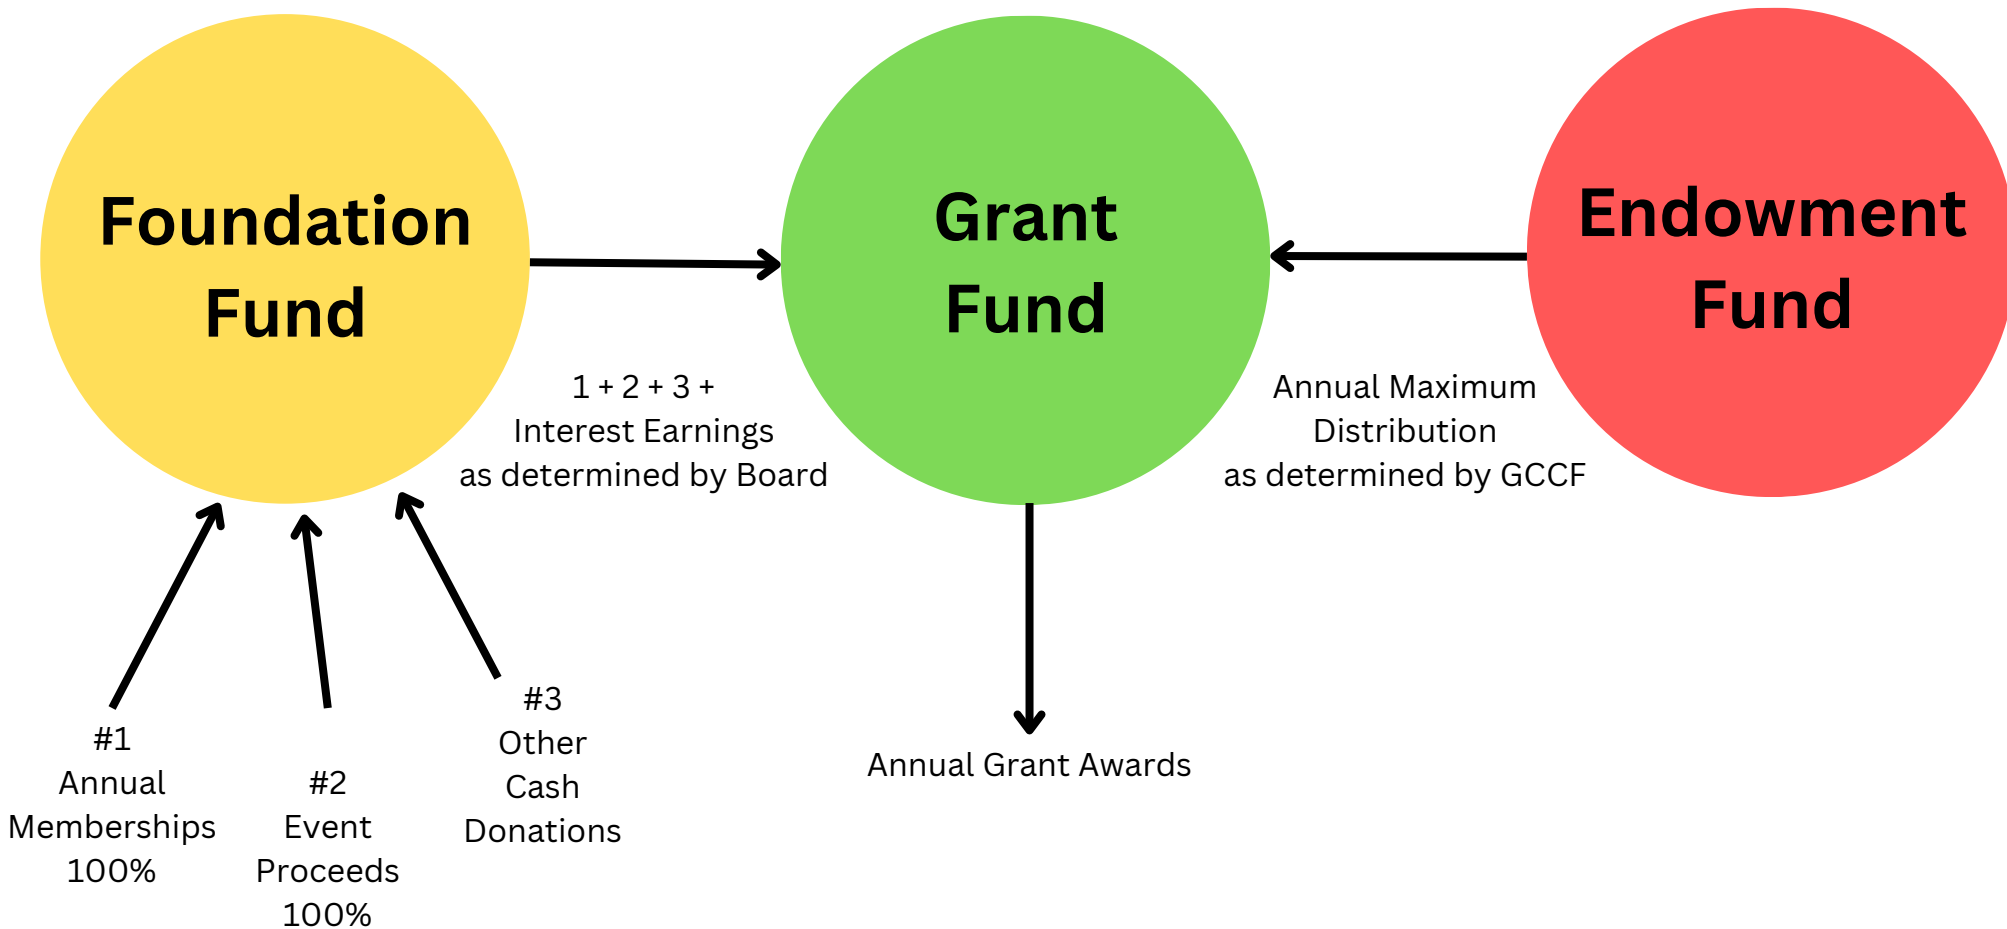 Foundation
Fund
Grant
Fund
Endowment
Fund
1 + 2 + 3 +
Interest Earnings
as determined by Board
Annual Maximum
Distribution
as determined by GCCF
#1
Annual
Memberships
100%
#2
Event
Proceeds
100%
#3
Other
Cash
Donations
Annual Grant Awards